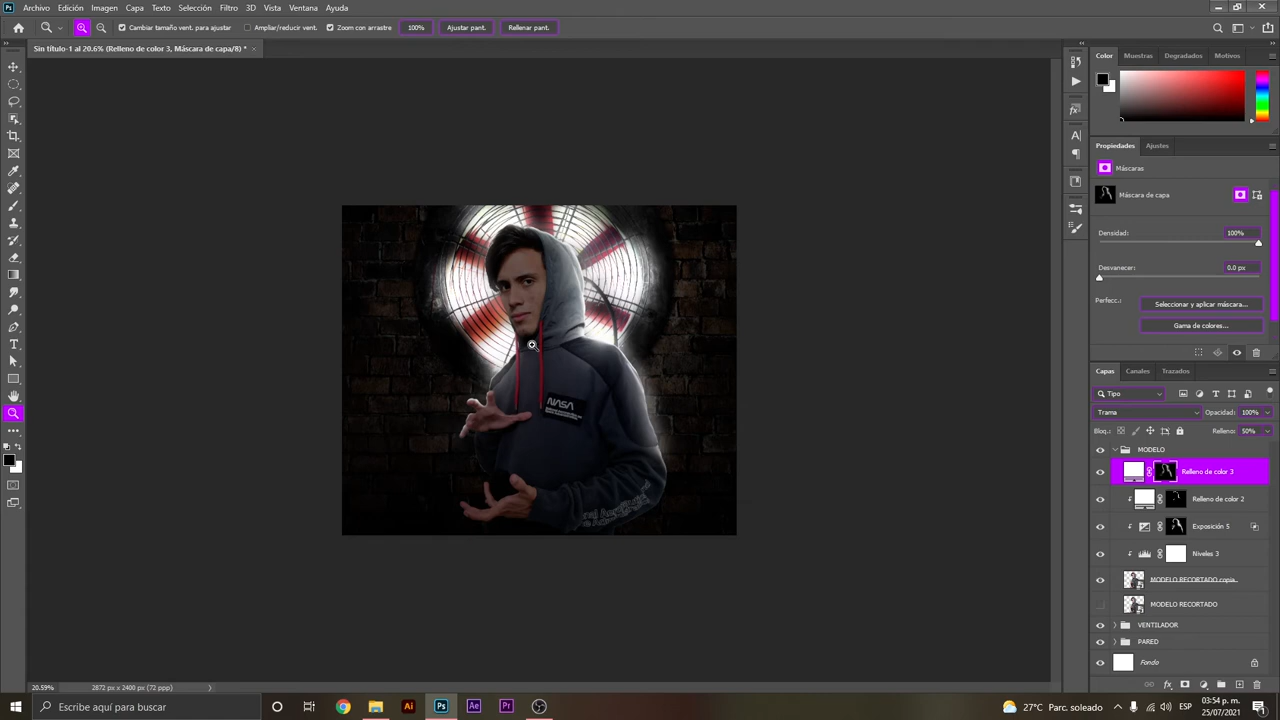 Archivo Edición Imagen Capa Texto Selección Filtro 3D Vista Ventana Ayuda
Cambiar tamaño vent. para ajustar Ampliar/reducir vent. Zoom con arrastre 100% Ajustar pant. Rellenar pant.
Sin título-1 al 20.6% (Relleno de color 3, Máscara de capa/8) *
Color Muestras Degradados Motivos
Propiedades Ajustes
Máscaras
Máscara de capa
Densidad: 100%
Desvanecer: 0.0 px
Perfecc.: Seleccionar y aplicar máscara...
Gama de colores...
Capas Canales Trazados
Tipo
Trama Opacidad: 100%
Bloq.: Relleno: 50%
MODELO
Relleno de color 3
Relleno de color 2
Exposición 5
Niveles 3
MODELO RECORTADO copia
MODELO RECORTADO
VENTILADOR
PARED
Fondo
NASA
20.59% 2872 px x 2400 px (72 ppp)
Escribe aquí para buscar
Ai Ps Ae Pr
27°C Parc. soleado ESP 03:54 p. m.
25/07/2021